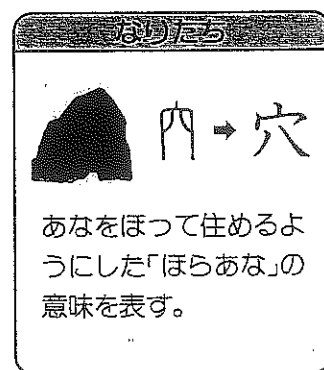 なりたち
→ 穴
あなをほって住めるよ
うにした「ほらあな」の
意味を表す。